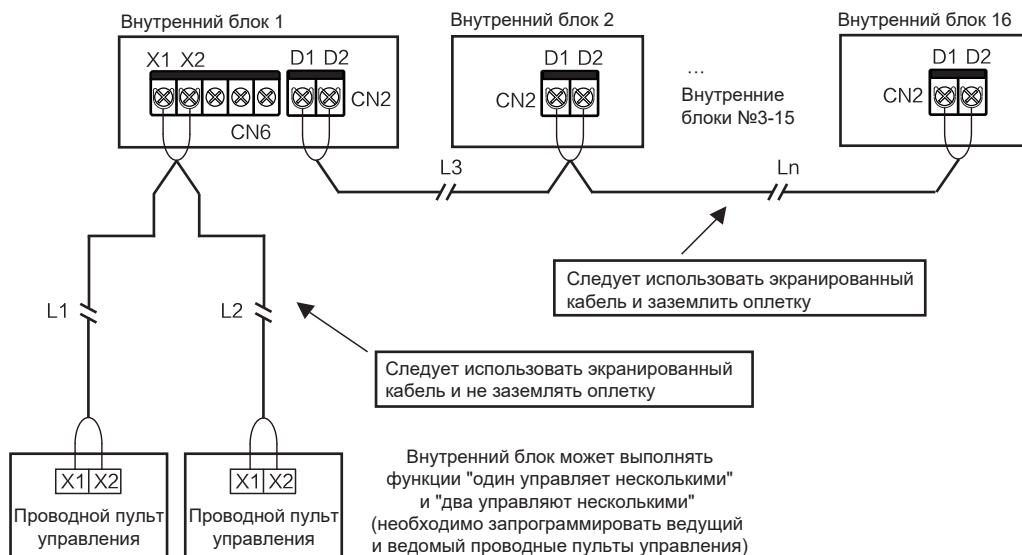 Внутренний блок 1
X1 X2
D1 D2
CN2
CN6
Внутренний блок 2
D1 D2
CN2
...
Внутренние
блоки №3-15
Внутренний блок 16
D1 D2
CN2
L3
Ln
Следует использовать экранированный
кабель и заземлить оплетку
L1
L2
Следует использовать экранированный
кабель и не заземлять оплетку
X1 X2
Проводной пульт
управления
X1 X2
Проводной пульт
управления
Внутренний блок может выполнять
функции "один управляет несколькими"
и "два управляют несколькими"
(необходимо запрограммировать ведущий
и ведомый проводные пульты управления)